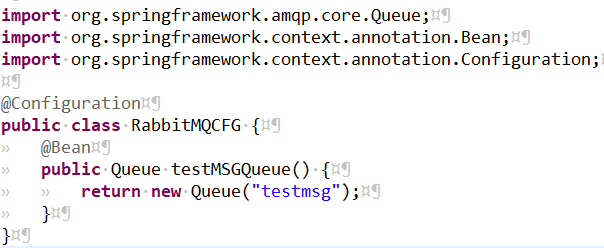 import org.springframework.amqp.core.Queue;
import org.springframework.context.annotation.Bean;
import org.springframework.context.annotation.Configuration;

@Configuration
public class RabbitMQCFG {
    @Bean
    public Queue testMSGQueue() {
        return new Queue("testmsg");
    }
}